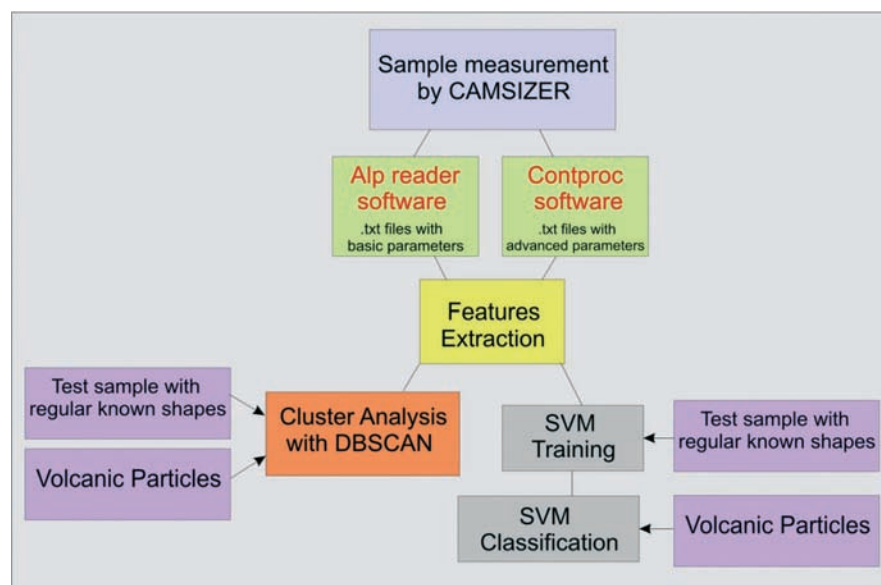 Sample measurement
by CAMSIZER
Alp reader
software
.txt files with
basic parameters
Contproc
software
.txt files with
advanced parameters
Features
Extraction
Test sample with
regular known shapes
Volcanic Particles
Cluster Analysis
with DBSCAN
SVM
Training
Test sample with
regular known shapes
SVM
Classification
Volcanic Particles